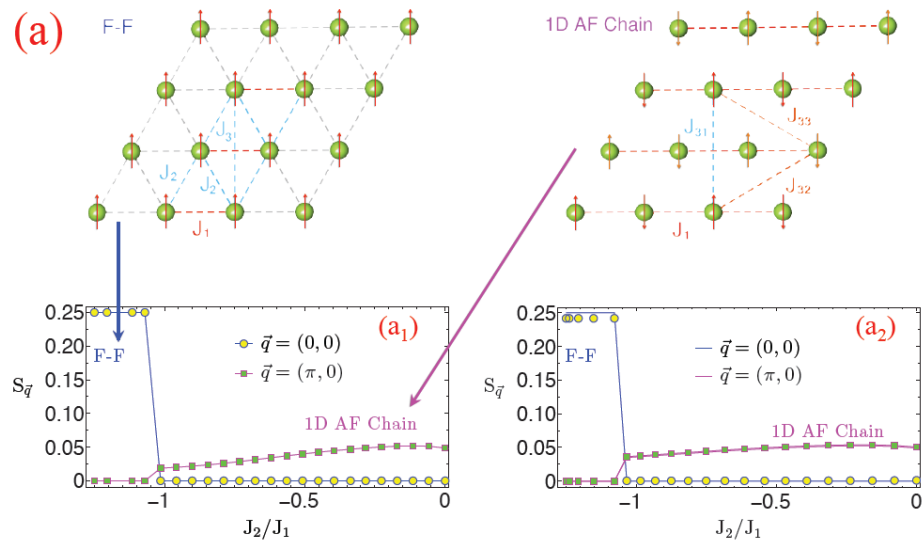 (a)
F-F
1D AF Chain
J₃
J₂
J₂
J₁
J₃₁
J₃₃
J₃₂
J₁
0.25
0.20
0.15
0.10
0.05
0
S_q⃗
F-F
(a₁)
q⃗ = (0, 0)
q⃗ = (π, 0)
1D AF Chain
−1
−0.5
0
J₂/J₁
0.25
0.20
0.15
0.10
0.05
0
S_q⃗
F-F
(a₂)
q⃗ = (0, 0)
q⃗ = (π, 0)
1D AF Chain
−1
−0.5
0
J₂/J₁